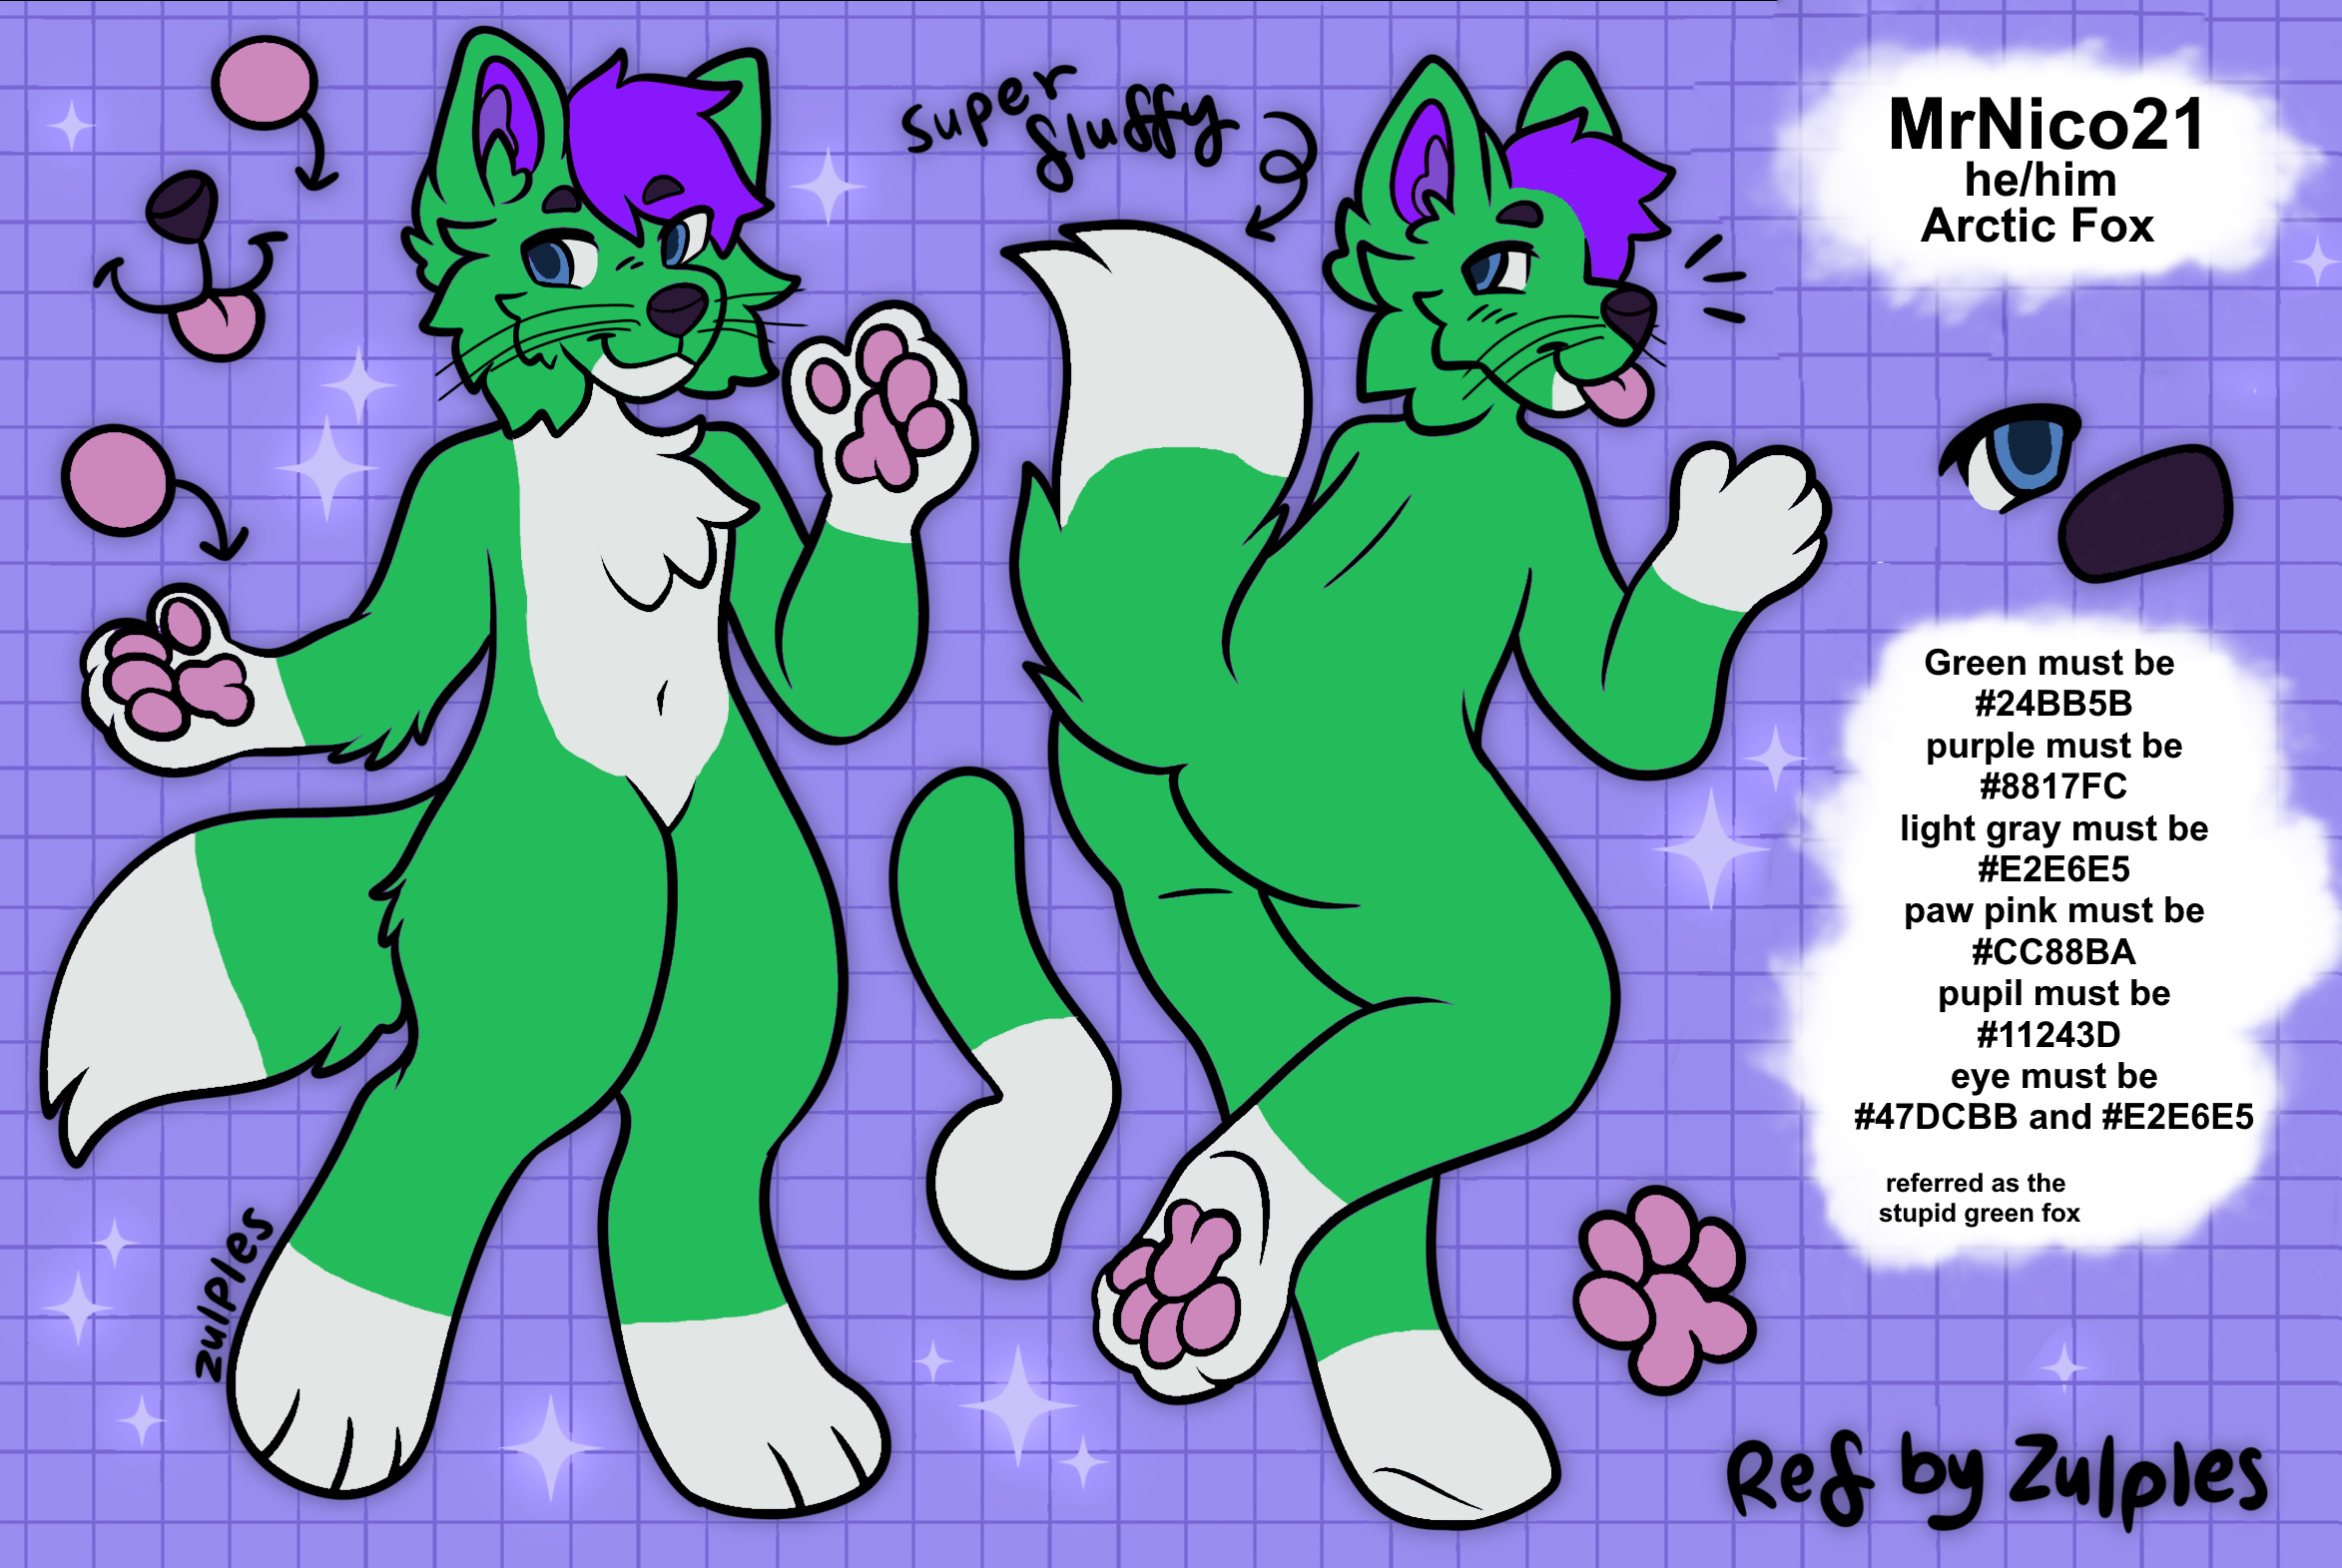 super
fluffy
MrNico21
he/him
Arctic Fox
Green must be
#24BB5B
purple must be
#8817FC
light gray must be
#E2E6E5
paw pink must be
#CC88BA
pupil must be
#11243D
eye must be
#47DCBB and #E2E6E5
referred as the
stupid green fox
zulples
Ref by Zulples